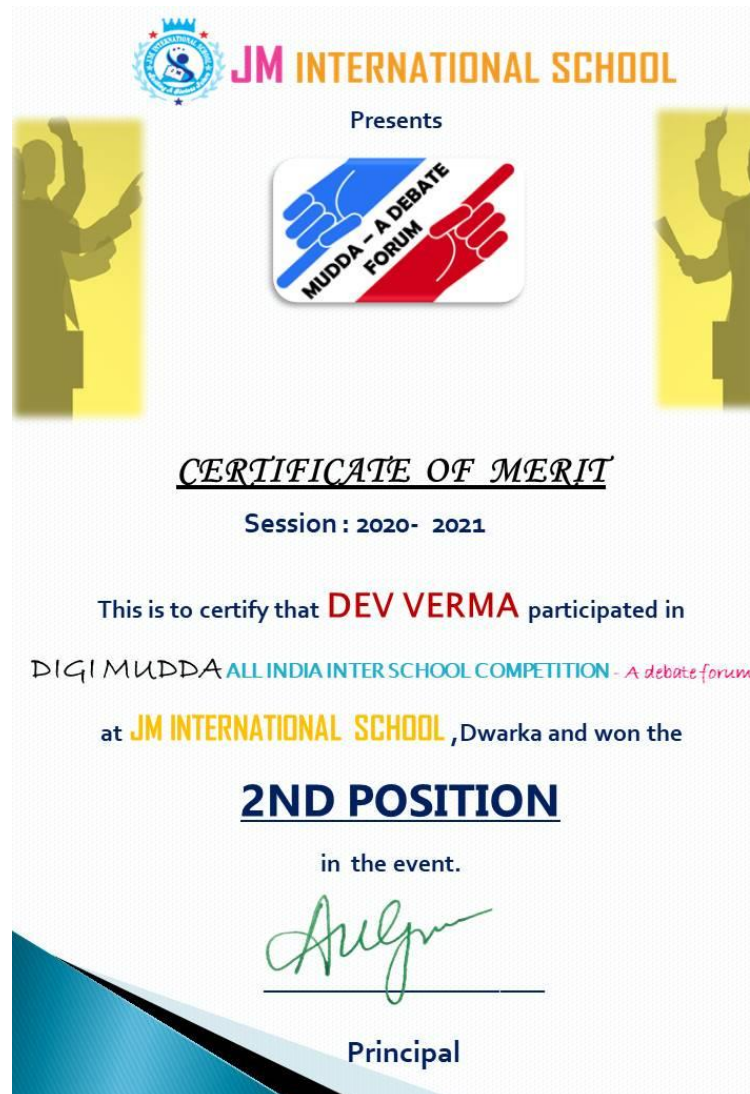 JM INTERNATIONAL SCHOOL
Presents
MUDDA – A DEBATE
FORUM
CERTIFICATE OF MERIT
Session : 2020- 2021
This is to certify that DEV VERMA participated in
DIGI MUDDA ALL INDIA INTER SCHOOL COMPETITION - A debate forum
at JM INTERNATIONAL SCHOOL , Dwarka and won the
2ND POSITION
in the event.
Principal